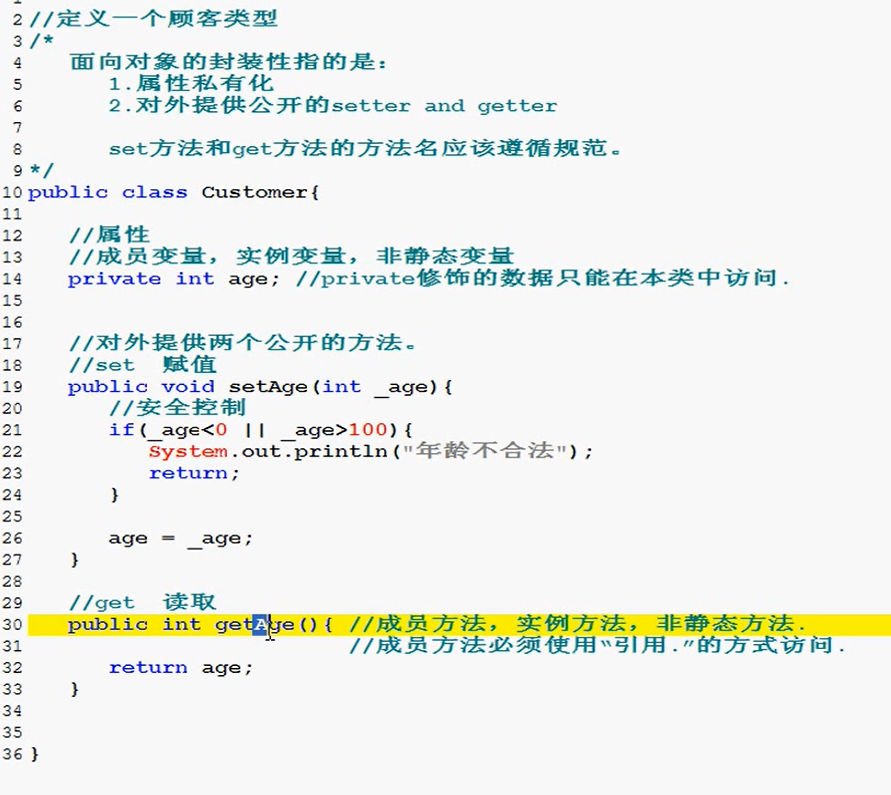 2 //定义一个顾客类型
3 /*
4 面向对象的封装性指的是:
5 1.属性私有化
6 2.对外提供公开的setter and getter
7
8 set方法和get方法的方法名应该遵循规范。
9 */
10 public class Customer{
11
12 //属性
13 //成员变量，实例变量，非静态变量
14 private int age; //private修饰的数据只能在本类中访问.
15
16
17 //对外提供两个公开的方法。
18 //set 赋值
19 public void setAge(int _age){
20 //安全控制
21 if(_age<0 || _age>100){
22 System.out.println("年龄不合法");
23 return;
24 }
25
26 age = _age;
27 }
28
29 //get 读取
30 public int getAge(){ //成员方法，实例方法，非静态方法.
31 //成员方法必须使用“引用.”的方式访问.
32 return age;
33 }
34
35
36 }